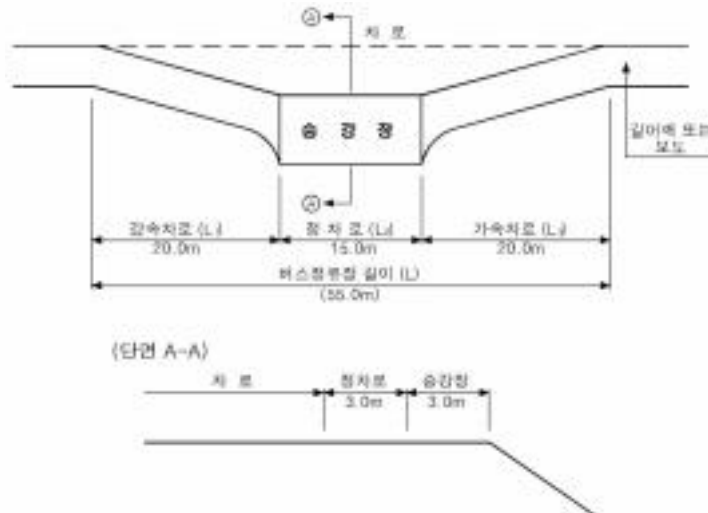 Ⓐ
차 로
승 강 장
길어깨 또는
보도
Ⓐ
감속차로 (L₁) 정 차 로 (L₂) 가속차로 (L₃)
20.0m 15.0m 20.0m
버스정류장 길이 (L)
(55.0m)
(단면 A-A)
차 로 정차로 승강장
3.0m 3.0m